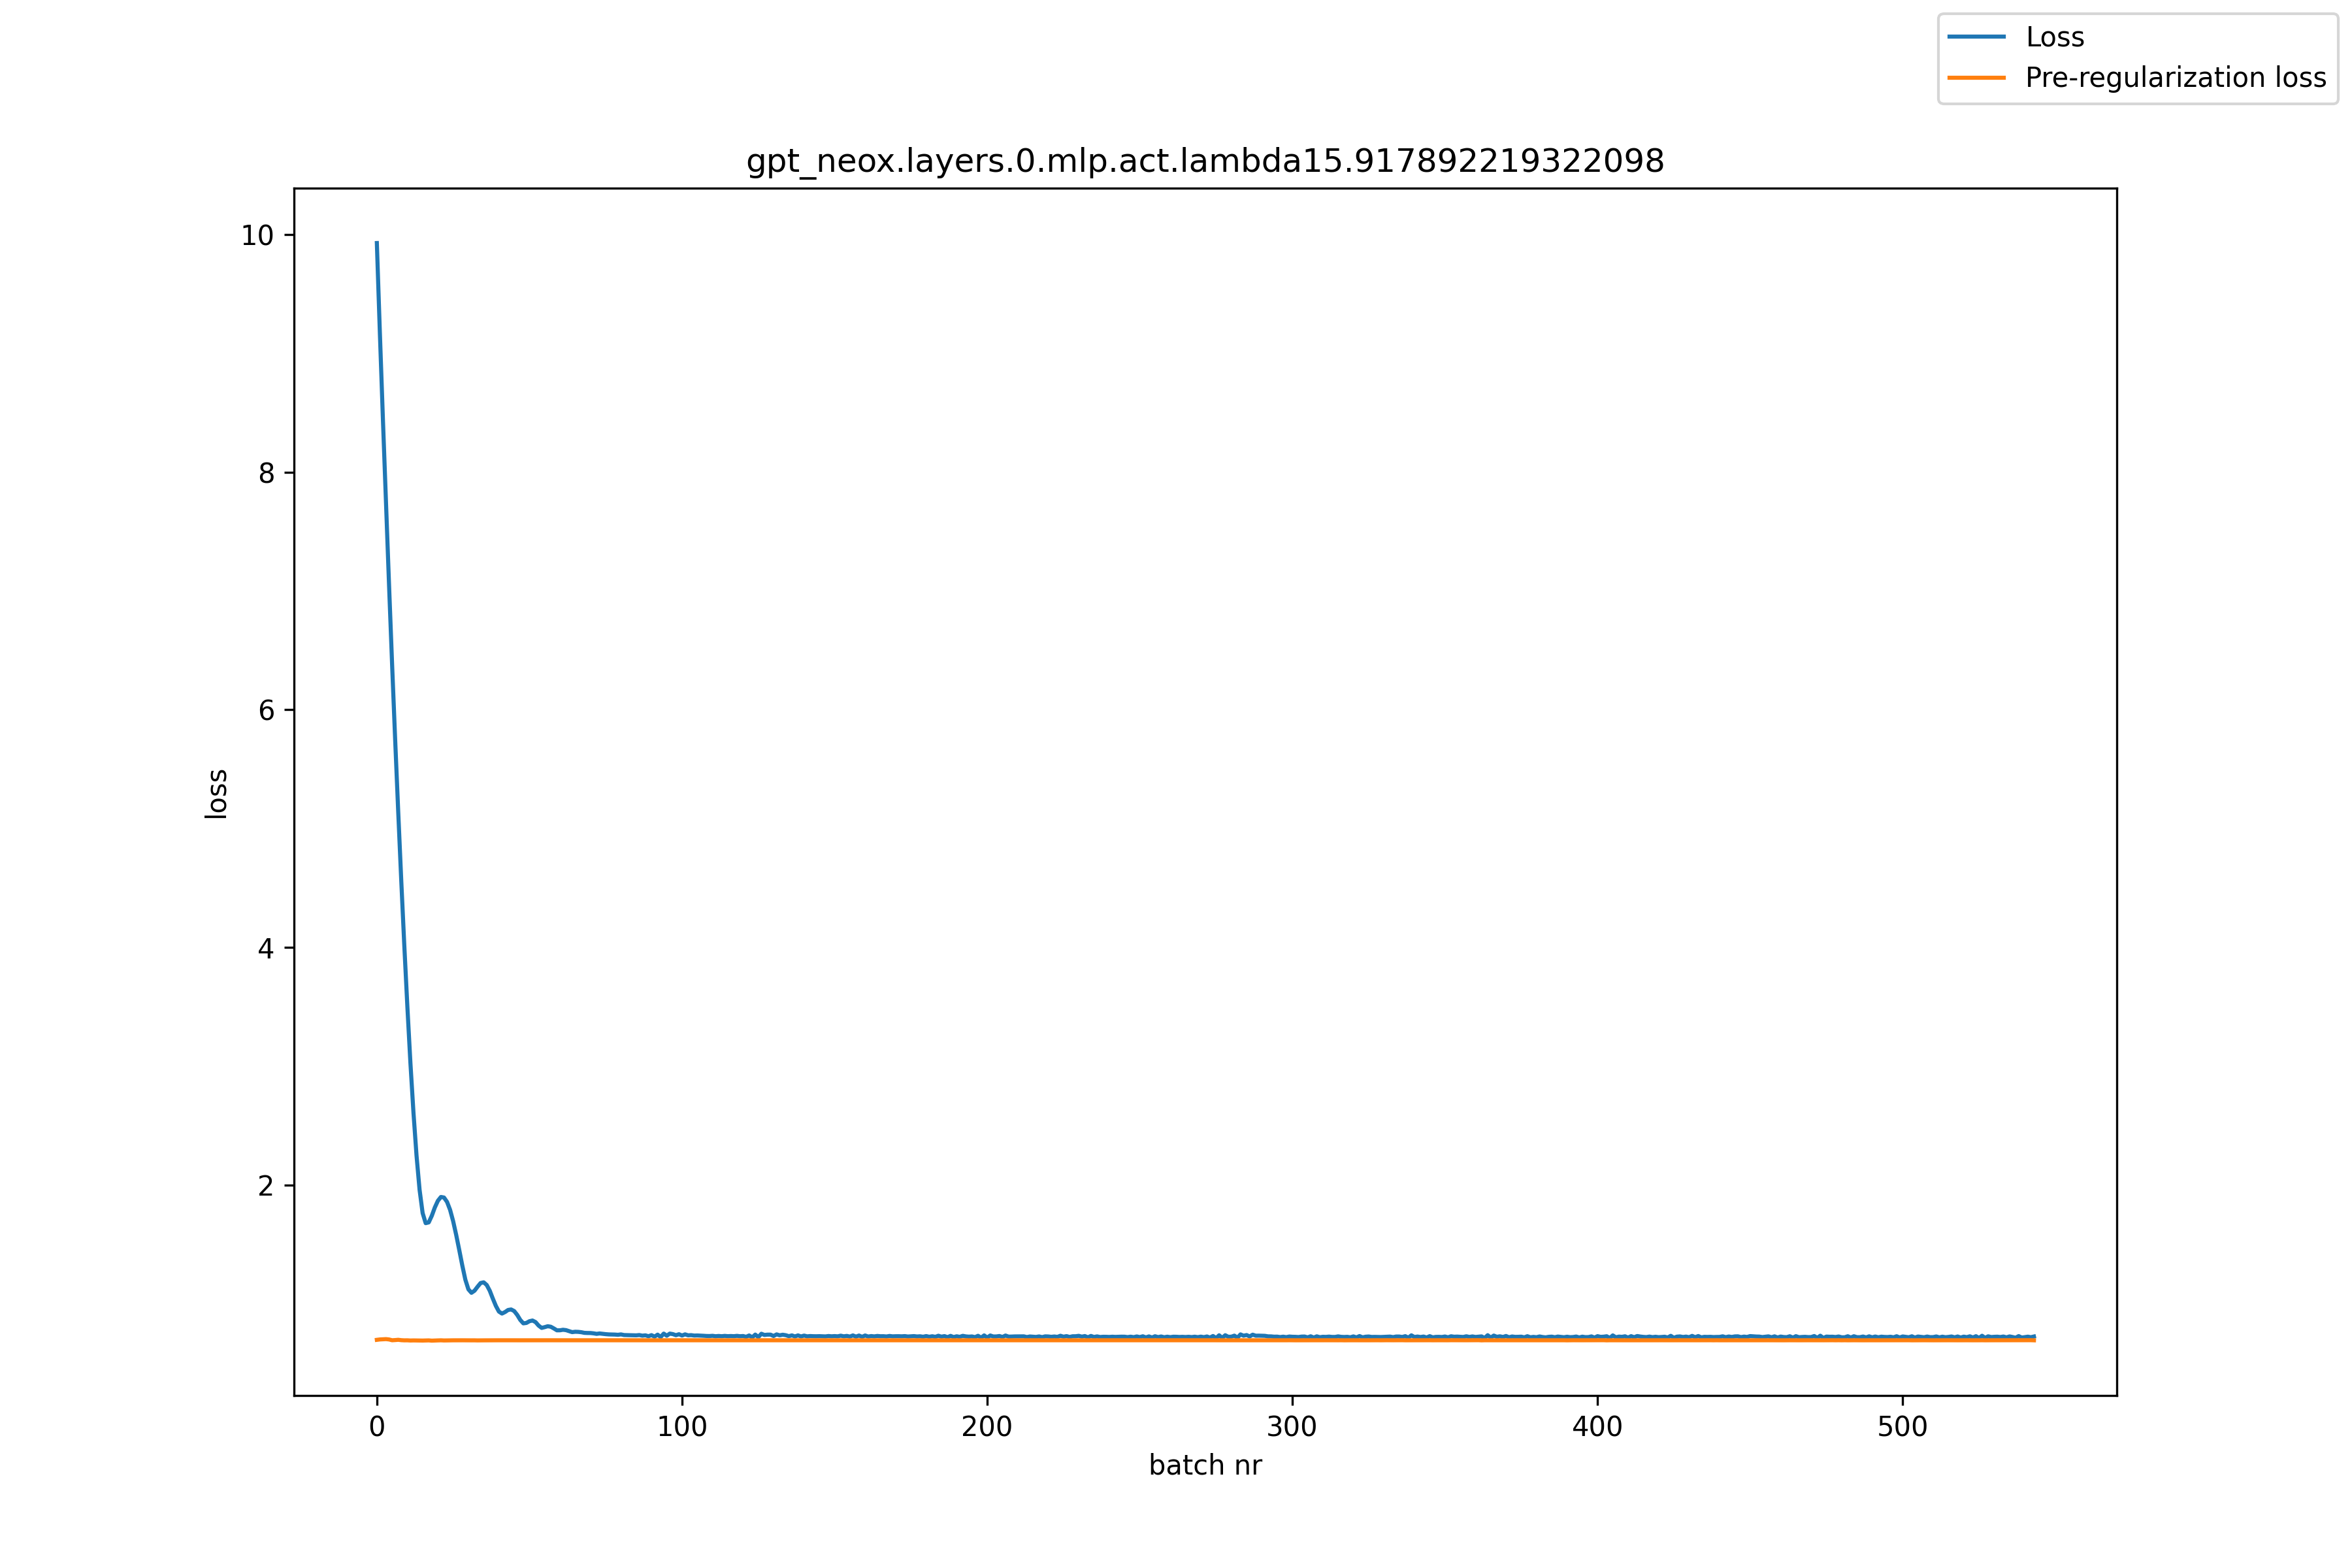 Loss
Pre-regularization loss
gpt_neox.layers.0.mlp.act.lambda15.917892219322098
10
8
6
4
2
loss
0 100 200 300 400 500
batch nr